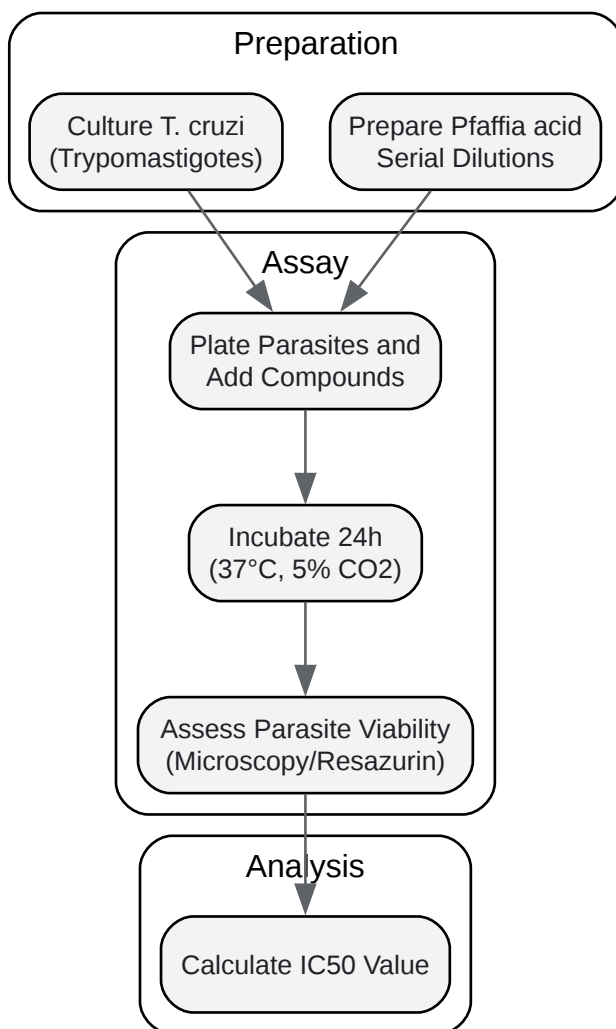 Preparation
Culture T. cruzi
(Trypomastigotes)
Prepare Pfaffia acid
Serial Dilutions
Assay
Plate Parasites and
Add Compounds
Incubate 24h
(37°C, 5% CO2)
Assess Parasite Viability
(Microscopy/Resazurin)
Analysis
Calculate IC50 Value